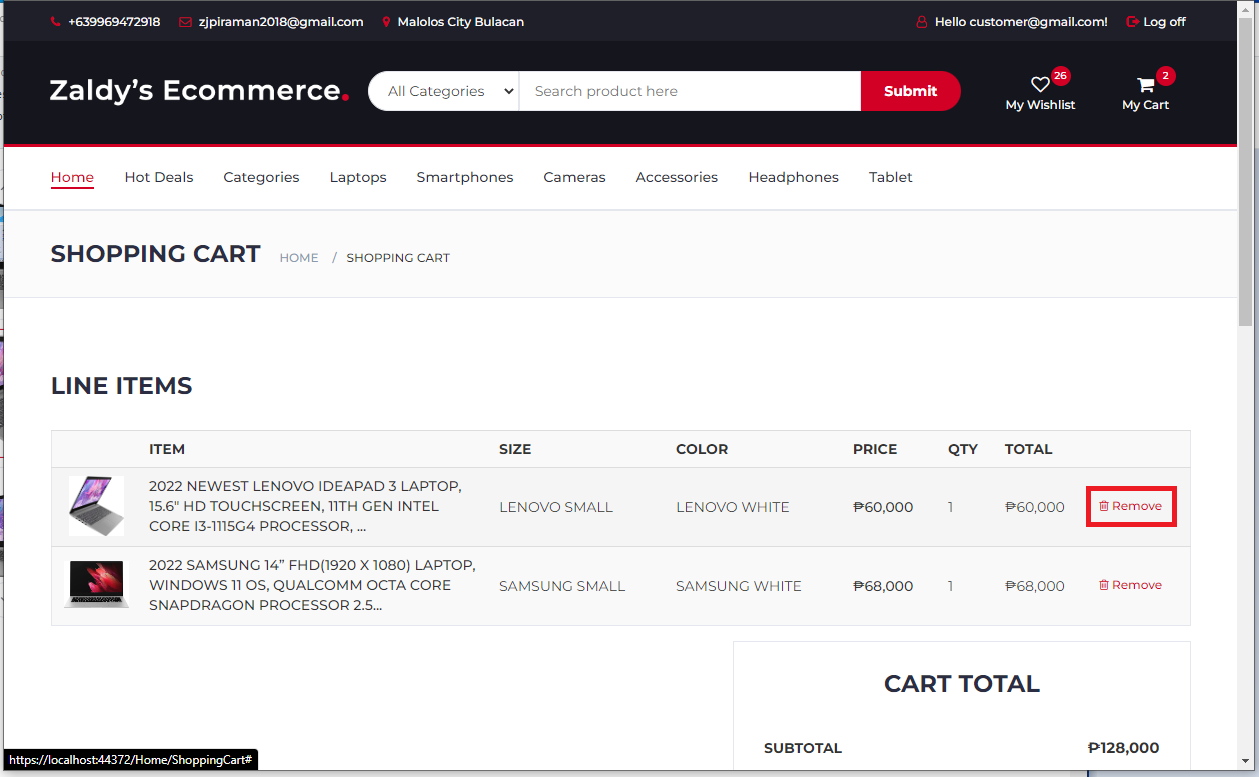 +639969472918 zjpiraman2018@gmail.com Malolos City Bulacan Hello customer@gmail.com! Log off
Zaldy’s Ecommerce. All Categories Search product here Submit
26
My Wishlist
2
My Cart
Home Hot Deals Categories Laptops Smartphones Cameras Accessories Headphones Tablet
SHOPPING CART HOME / SHOPPING CART
LINE ITEMS
ITEM SIZE COLOR PRICE QTY TOTAL
2022 NEWEST LENOVO IDEAPAD 3 LAPTOP,
15.6" HD TOUCHSCREEN, 11TH GEN INTEL
CORE I3-1115G4 PROCESSOR, ...
LENOVO SMALL LENOVO WHITE ₱60,000 1 ₱60,000 Remove
2022 SAMSUNG 14” FHD(1920 X 1080) LAPTOP,
WINDOWS 11 OS, QUALCOMM OCTA CORE
SNAPDRAGON PROCESSOR 2.5...
SAMSUNG SMALL SAMSUNG WHITE ₱68,000 1 ₱68,000 Remove
CART TOTAL
SUBTOTAL ₱128,000
https://localhost:44372/Home/ShoppingCart#